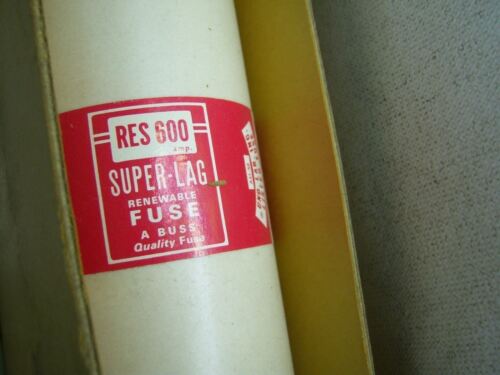 RES 600
amp.
SUPER-LAG
RENEWABLE
FUSE
A BUSS
Quality Fuse